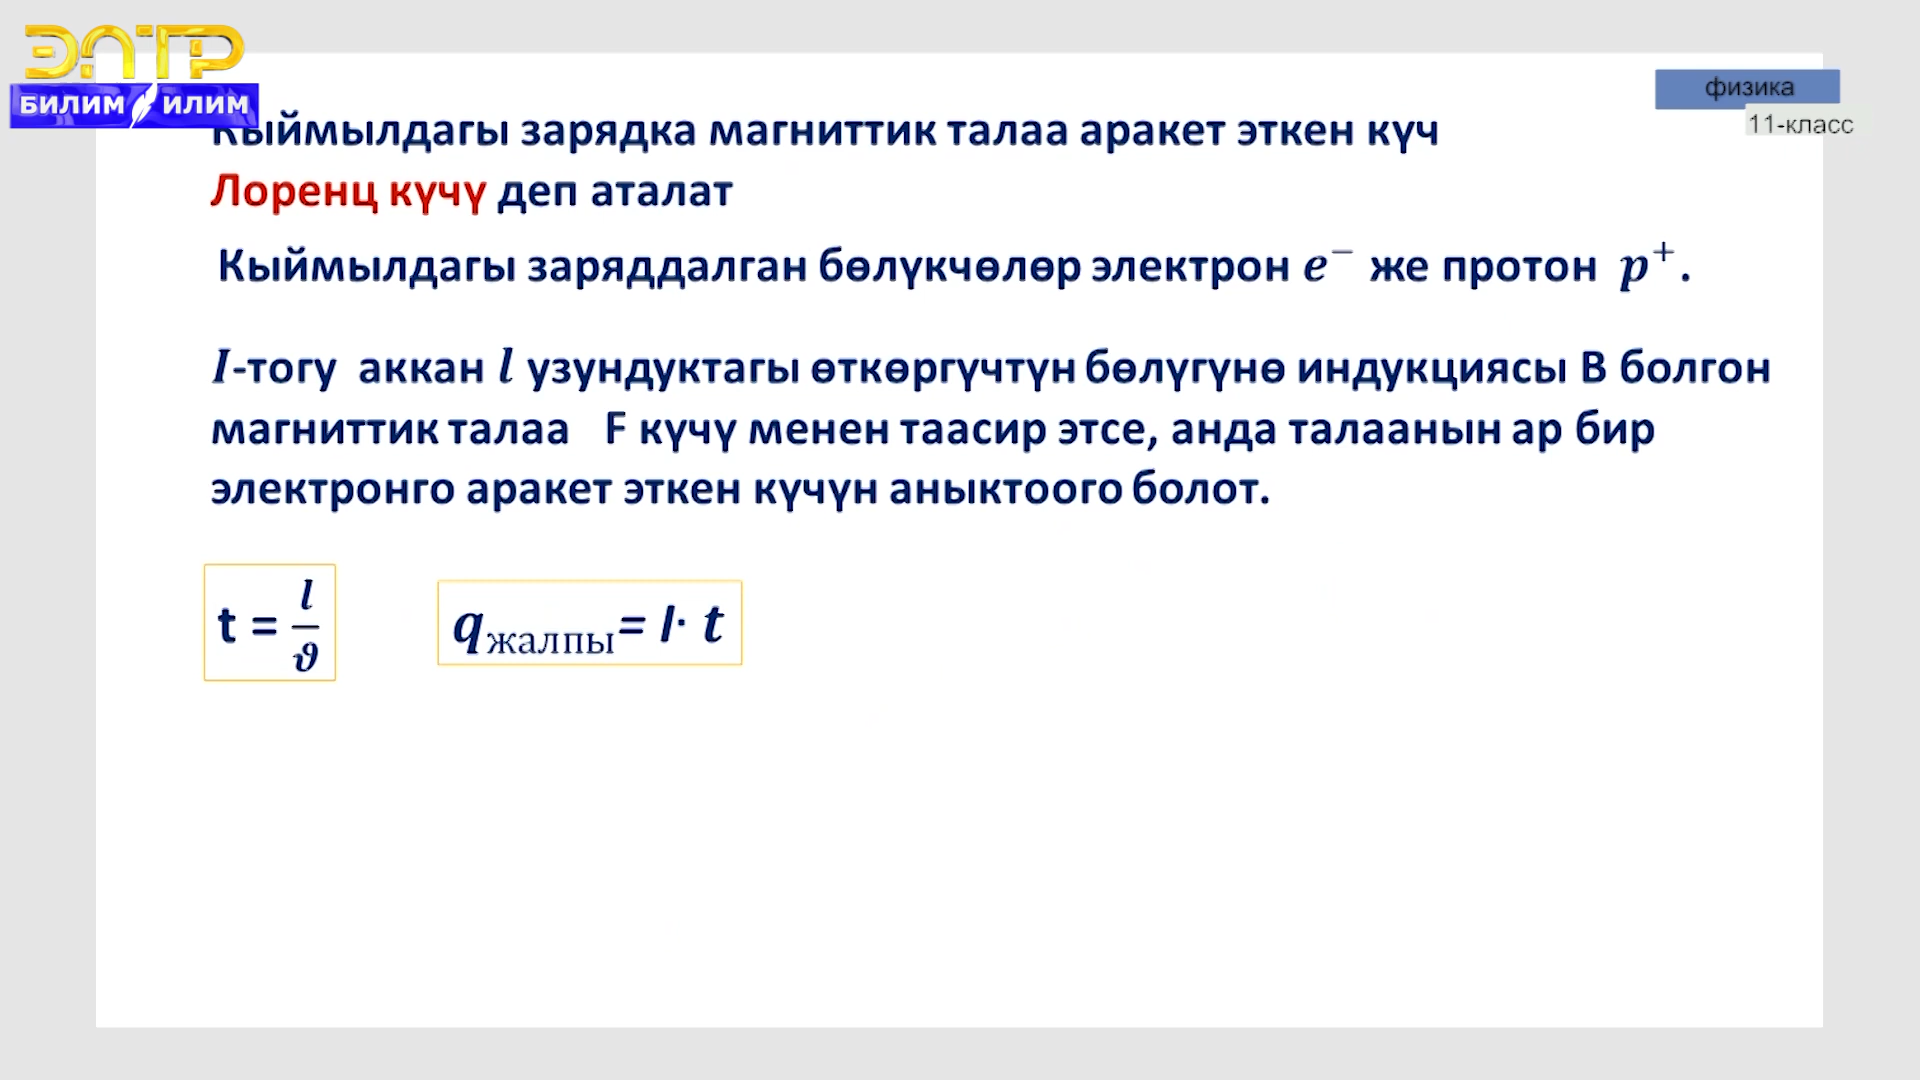 ЭЛТР
БИЛИМ ИЛИМ
физика
11-класс
Кыймылдагы зарядка магниттик талаа аракет эткен күч
Лоренц күчү деп аталат
Кыймылдагы заряддалган бөлүкчөлөр электрон e⁻ же протон p⁺.
I-тогу аккан l узундуктагы өткөргүчтүн бөлүгүнө индукциясы В болгон
магниттик талаа F күчү менен таасир этсе, анда талаанын ар бир
электронго аракет эткен күчүн аныктоого болот.
t = l/ϑ
qжалпы= I· t